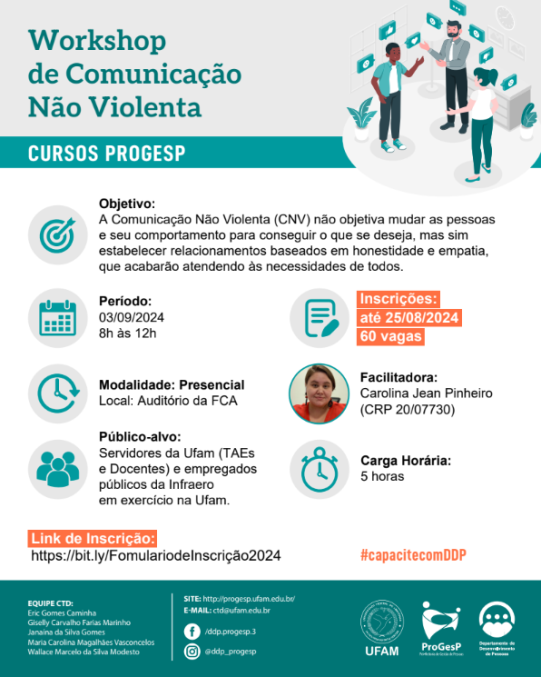 Workshop
de Comunicação
Não Violenta
CURSOS PROGESP
Objetivo:
A Comunicação Não Violenta (CNV) não objetiva mudar as pessoas
e seu comportamento para conseguir o que se deseja, mas sim
estabelecer relacionamentos baseados em honestidade e empatia,
que acabarão atendendo às necessidades de todos.
Período:
03/09/2024
8h às 12h
Inscrições:
até 25/08/2024
60 vagas
Modalidade: Presencial
Local: Auditório da FCA
Facilitadora:
Carolina Jean Pinheiro
(CRP 20/07730)
Público-alvo:
Servidores da Ufam (TAEs
e Docentes) e empregados
públicos da Infraero
em exercício na Ufam.
Carga Horária:
5 horas
Link de Inscrição:
https://bit.ly/FomulariodeInscrição2024
#capacitecomDDP
EQUIPE CTD:
Eric Gomes Caminha
Giselly Carvalho Farias Marinho
Janaina da Silva Gomes
Maria Carolina Magalhães Vasconcelos
Wallace Marcelo da Silva Modesto
SITE: http://progesp.ufam.edu.br/
E-MAIL: ctd@ufam.edu.br
/ddp.progesp.3
@ddp_progesp
UFAM
ProGesP
Pró-Reitoria de Gestão de Pessoas
Departamento de
Desenvolvimento
de Pessoas